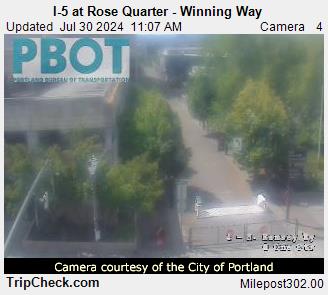 I-5 at Rose Quarter - Winning Way
Updated Jul 30 2024 11:07 AM Camera 4
PBOT
PORTLAND BUREAU OF TRANSPORTATION
Camera courtesy of the City of Portland
TripCheck.com Milepost302.00